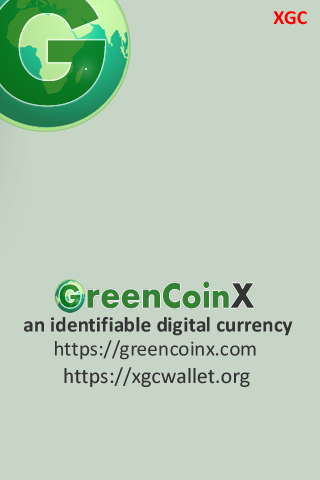 XGC
G
GreenCoinX
an identifiable digital currency
https://greencoinx.com
https://xgcwallet.org